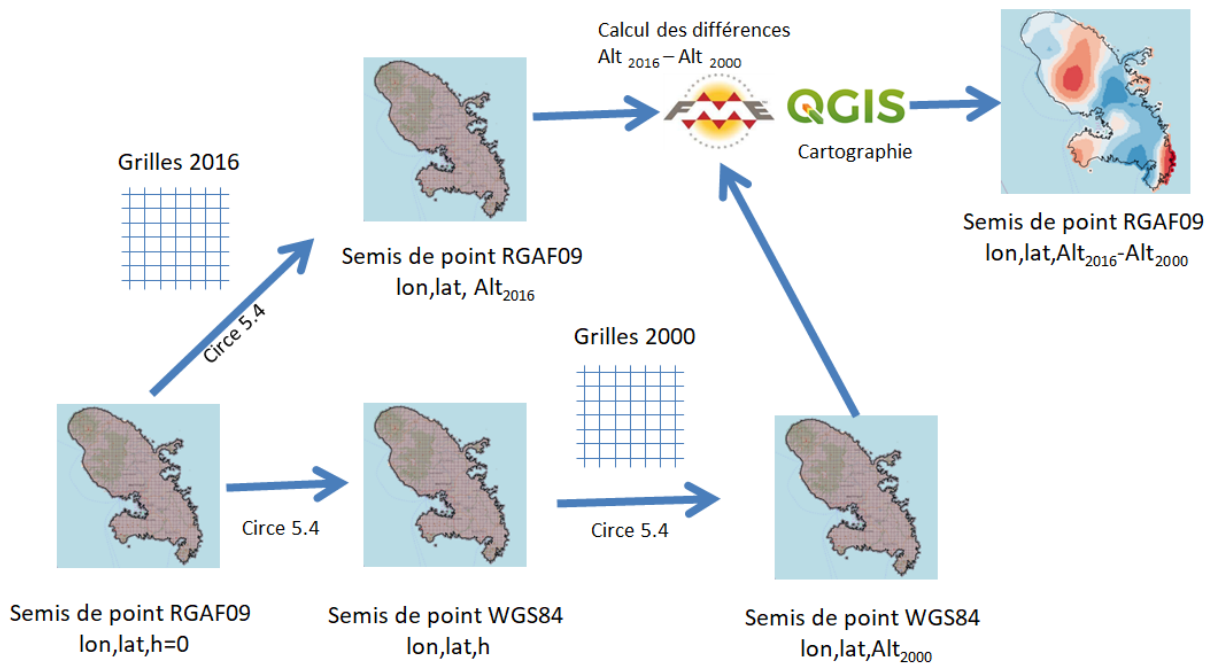 Calcul des différences
Alt 2016 – Alt 2000
FME
QGIS
Cartographie
Grilles 2016
Semis de point RGAF09
lon,lat,Alt2016-Alt2000
Semis de point RGAF09
lon,lat, Alt2016
Circe 5.4
Grilles 2000
Circe 5.4
Circe 5.4
Semis de point RGAF09
lon,lat,h=0
Semis de point WGS84
lon,lat,h
Semis de point WGS84
lon,lat,Alt2000